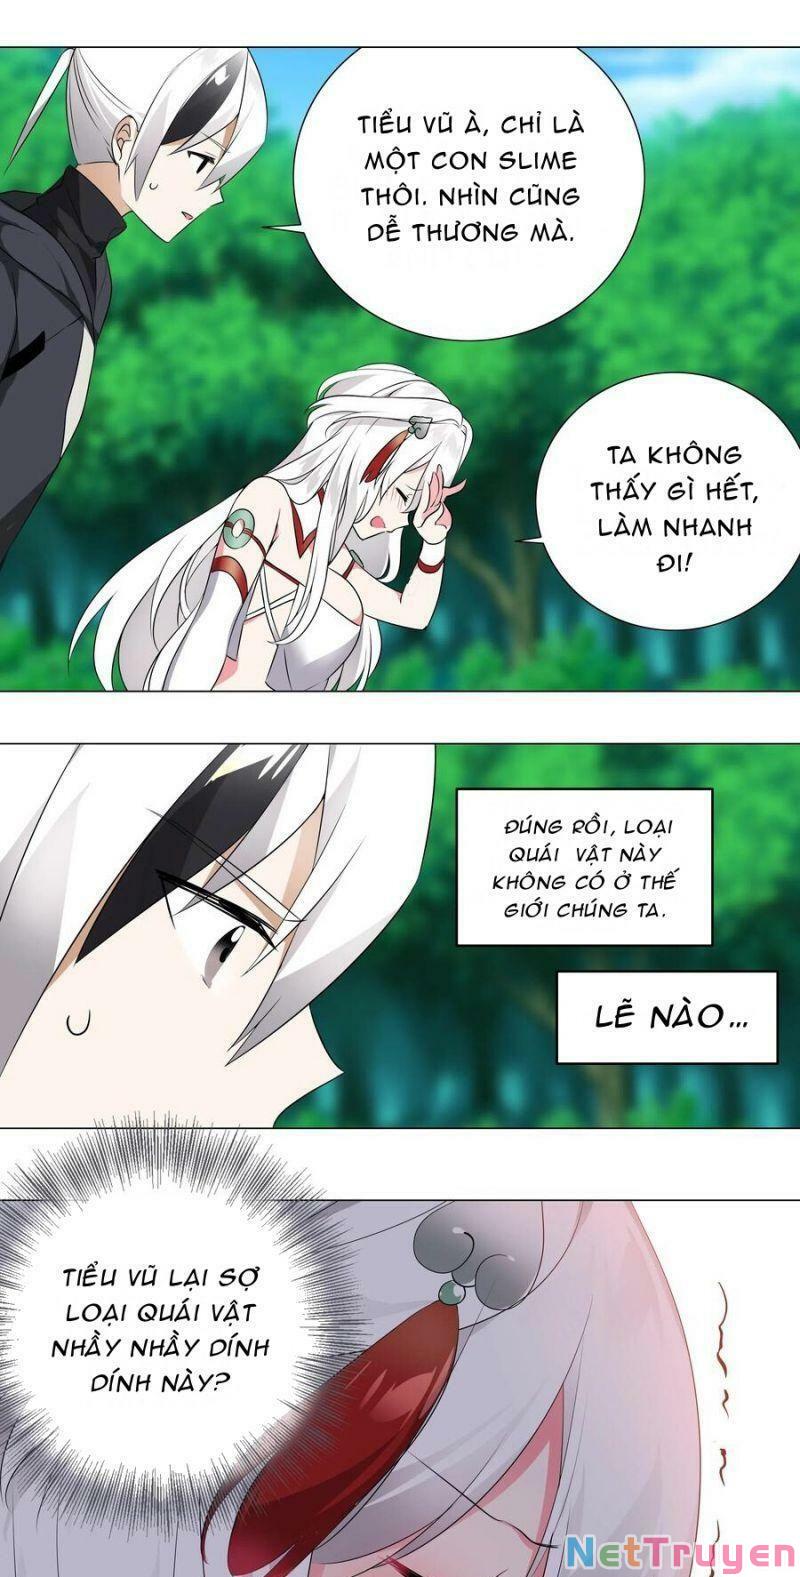 TIỂU VŨ À, CHỈ LÀ
MỘT CON SLIME
THÔI. NHÌN CŨNG
DỄ THƯƠNG MÀ.
TA KHÔNG
THẤY GÌ HẾT,
LÀM NHANH
ĐI!
ĐÚNG RỒI, LOẠI
QUÁI VẬT NÀY
KHÔNG CÓ Ở THẾ
GIỚI CHÚNG TA.
LẼ NÀO...
TIỂU VŨ LẠI SỢ
LOẠI QUÁI VẬT
NHẦY NHẦY DÍNH
DÍNH NÀY?
NetTruyen